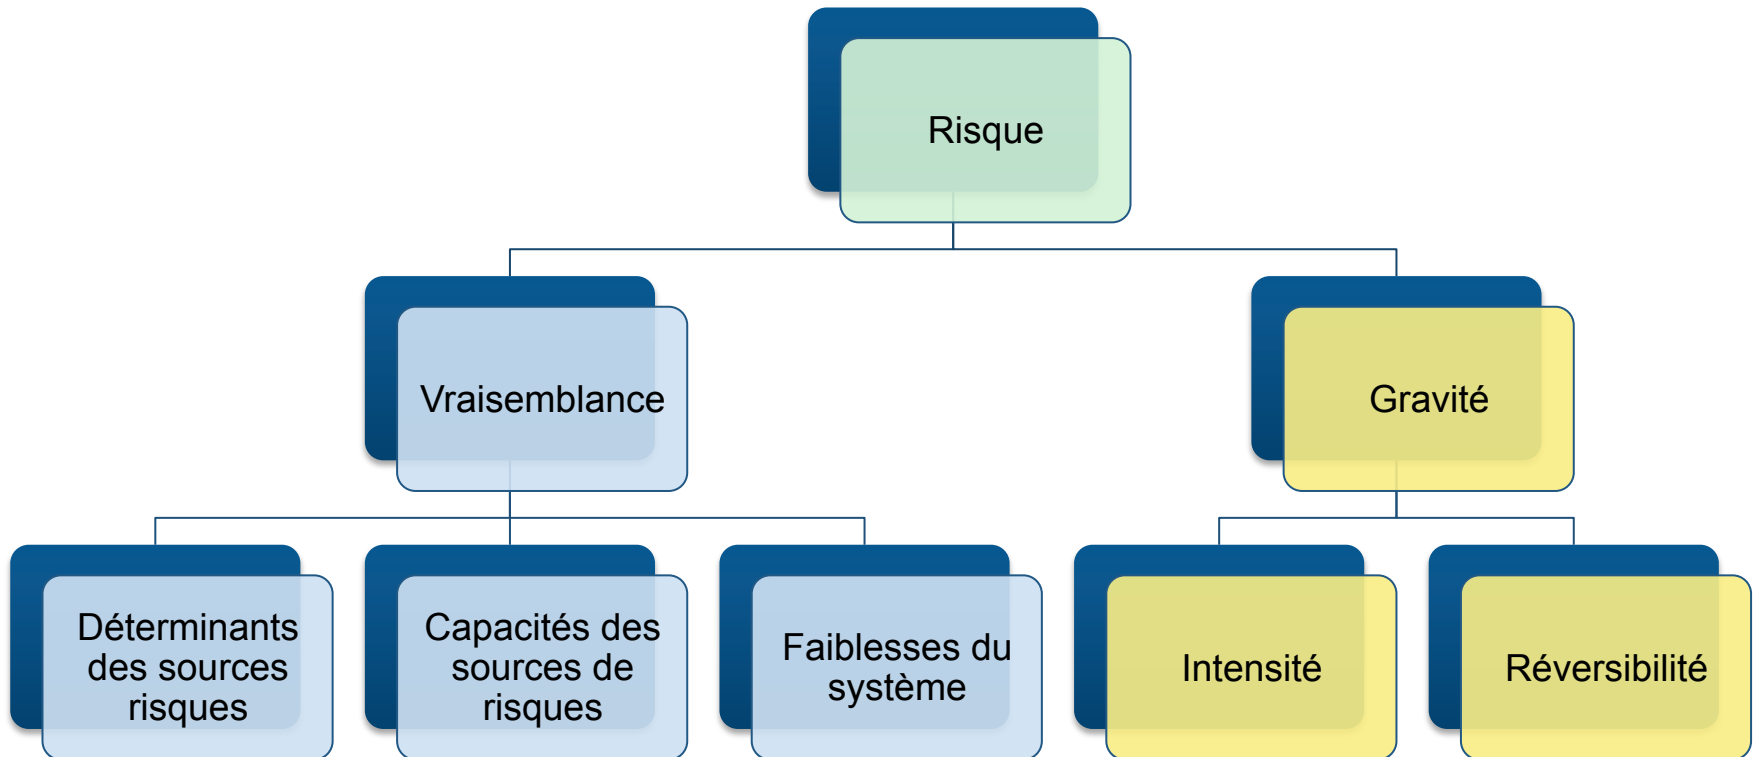 Risque
Vraisemblance
Gravité
Déterminants
des sources
risques
Capacités des
sources de
risques
Faiblesses du
système
Intensité
Réversibilité